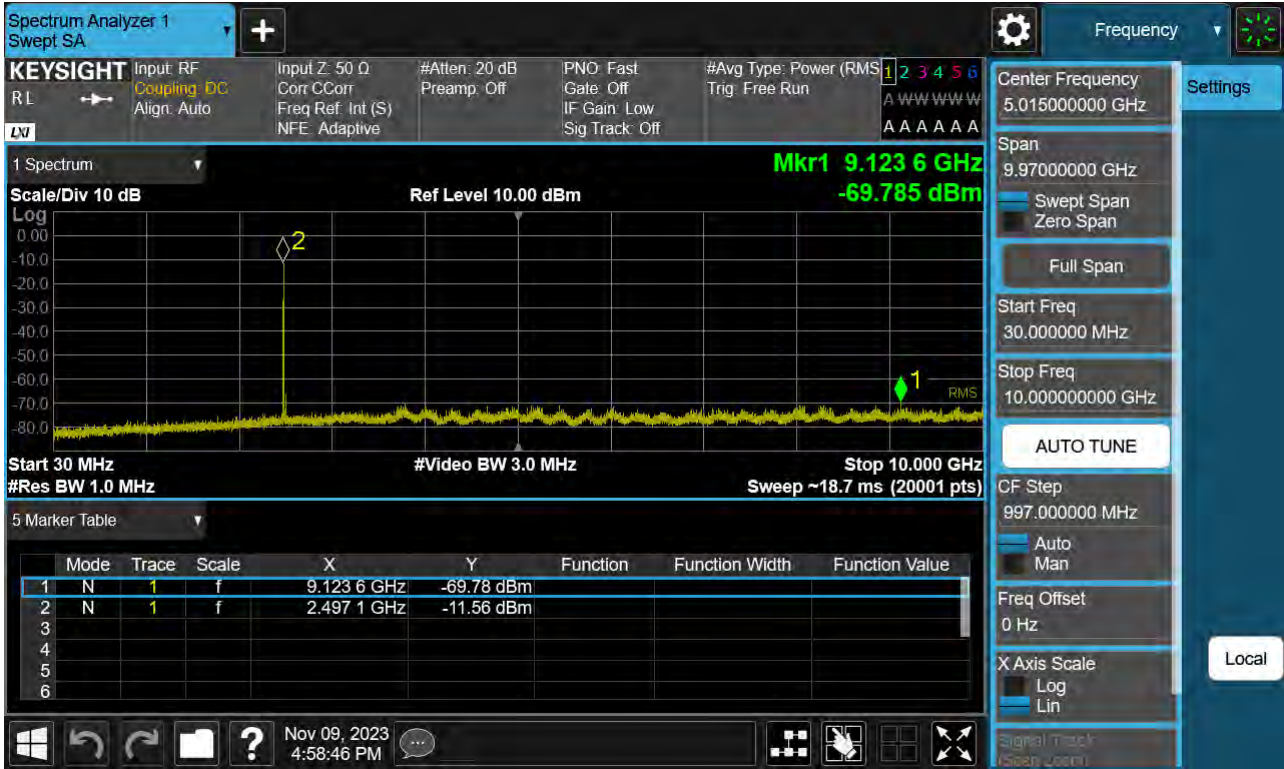 Spectrum Analyzer 1
Swept SA
Frequency
KEYSIGHT
RL
LXI
Input: RF
Coupling: DC
Align: Auto
Input Z: 50 Ω
Corr CCorr
Freq Ref: Int (S)
NFE: Adaptive
#Atten: 20 dB
Preamp: Off
PNO: Fast
Gate: Off
IF Gain: Low
Sig Track: Off
#Avg Type: Power (RMS
Trig: Free Run
1 2 3 4 5 6
A W W W W W
A A A A A A
1 Spectrum
Mkr1 9.123 6 GHz
-69.785 dBm
Scale/Div 10 dB
Ref Level 10.00 dBm
Log
0.00
-10.0
-20.0
-30.0
-40.0
-50.0
-60.0
-70.0
-80.0
2
1
RMS
Start 30 MHz
#Video BW 3.0 MHz
Stop 10.000 GHz
#Res BW 1.0 MHz
Sweep ~18.7 ms (20001 pts)
5 Marker Table
Mode Trace Scale X Y Function Function Width Function Value
1 N 1 f 9.123 6 GHz -69.78 dBm
2 N 1 f 2.497 1 GHz -11.56 dBm
3
4
5
6
Nov 09, 2023
4:58:46 PM
Center Frequency
5.015000000 GHz
Settings
Span
9.97000000 GHz
Swept Span
Zero Span
Full Span
Start Freq
30.000000 MHz
Stop Freq
10.000000000 GHz
AUTO TUNE
CF Step
997.000000 MHz
Auto
Man
Freq Offset
0 Hz
X Axis Scale
Log
Lin
Local
Signal Track
(Span Zoom)